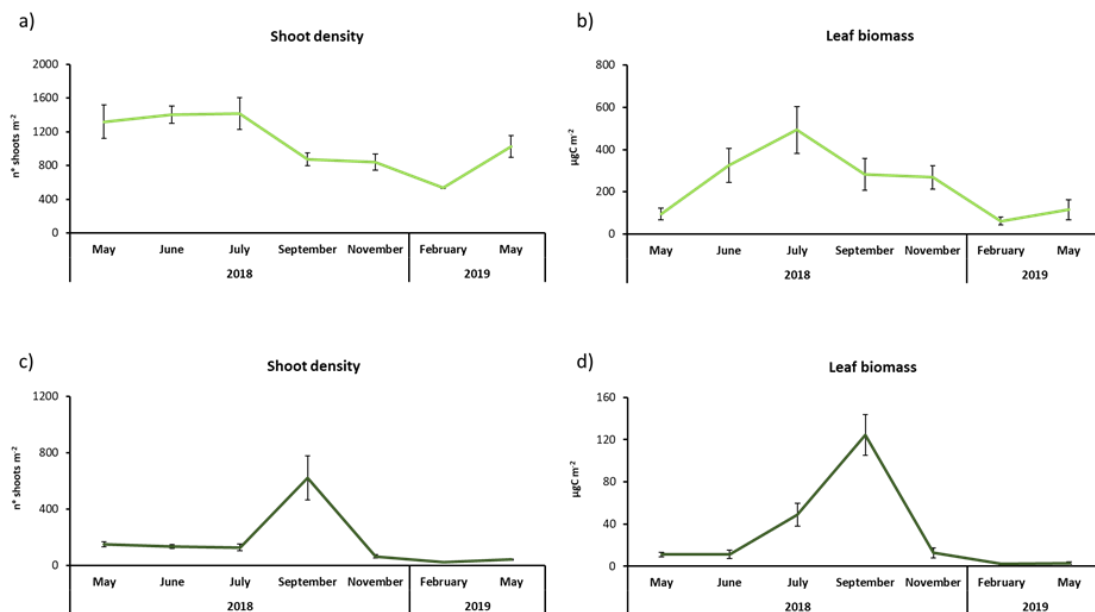 a)
Shoot density
2000
1600
1200
800
400
0
n° shoots m⁻²
May June July September November February May
2018 2019
b)
Leaf biomass
800
600
400
200
0
µgC m⁻²
May June July September November February May
2018 2019
c)
Shoot density
1200
800
400
0
n° shoots m⁻²
May June July September November February May
2018 2019
d)
Leaf biomass
160
120
80
40
0
µgC m⁻²
May June July September November February May
2018 2019